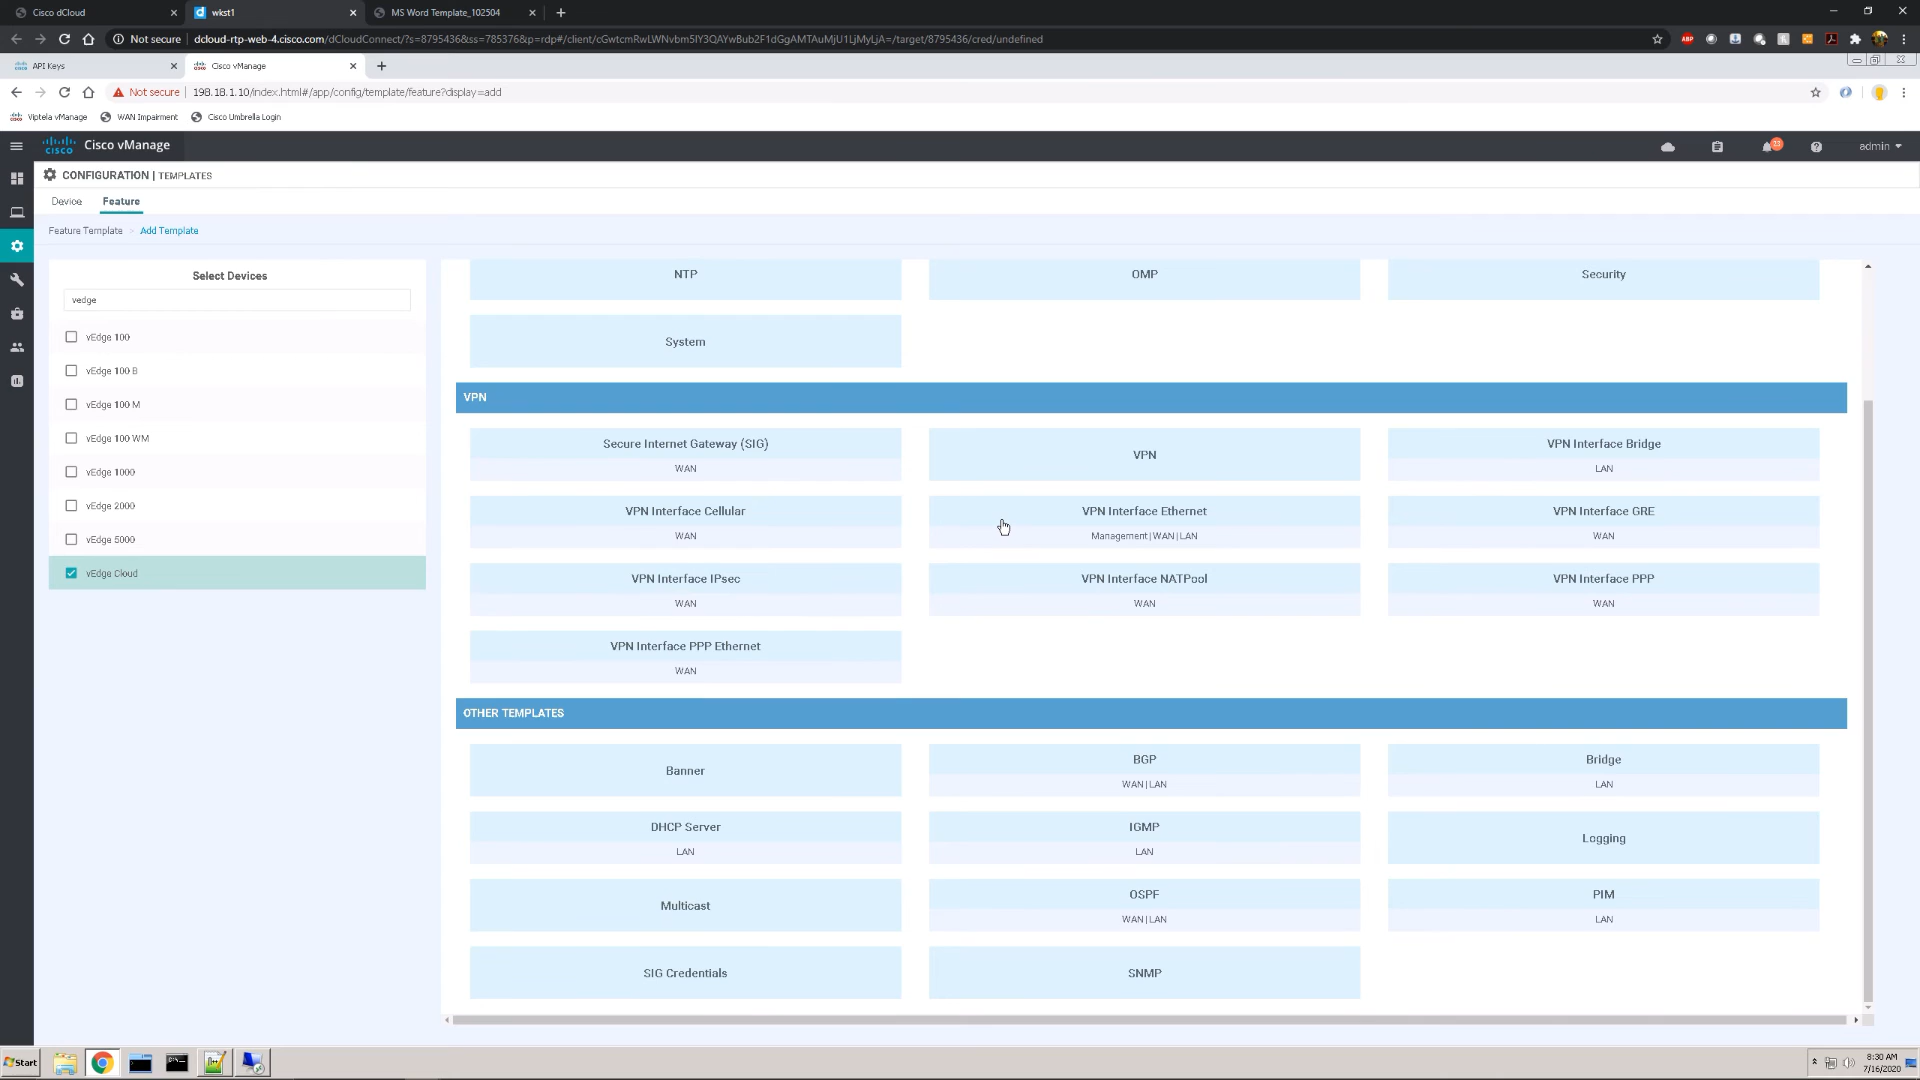 Cisco dCloud
wkst1
MS Word Template_102504
Not secure
dcloud-rtp-web-4.cisco.com/dCloudConnect/?s=8795436&ss=785376&p=rdp#/client/cGwtcmRwLWNvbm5lY3QAYwBub2F1dGgAMTAuMjU1LjMyLjA=/target/8795436/cred/undefined
API Keys
Cisco vManage
Not secure
198.18.1.10/index.html#/app/config/template/feature?display=add
Viptela vManage
WAN Impairment
Cisco Umbrella Login
CISCO
Cisco vManage
admin
CONFIGURATION | TEMPLATES
Device
Feature
Feature Template > Add Template
Select Devices
vedge
vEdge 100
vEdge 100 B
vEdge 100 M
vEdge 100 WM
vEdge 1000
vEdge 2000
vEdge 5000
vEdge Cloud
NTP
OMP
Security
System
VPN
Secure Internet Gateway (SIG)
WAN
VPN
VPN Interface Bridge
LAN
VPN Interface Cellular
WAN
VPN Interface Ethernet
Management | WAN | LAN
VPN Interface GRE
WAN
VPN Interface IPsec
WAN
VPN Interface NATPool
WAN
VPN Interface PPP
WAN
VPN Interface PPP Ethernet
WAN
OTHER TEMPLATES
Banner
BGP
WAN | LAN
Bridge
LAN
DHCP Server
LAN
IGMP
LAN
Logging
Multicast
OSPF
WAN | LAN
PIM
LAN
SIG Credentials
SNMP
Start
8:30 AM
7/16/2020